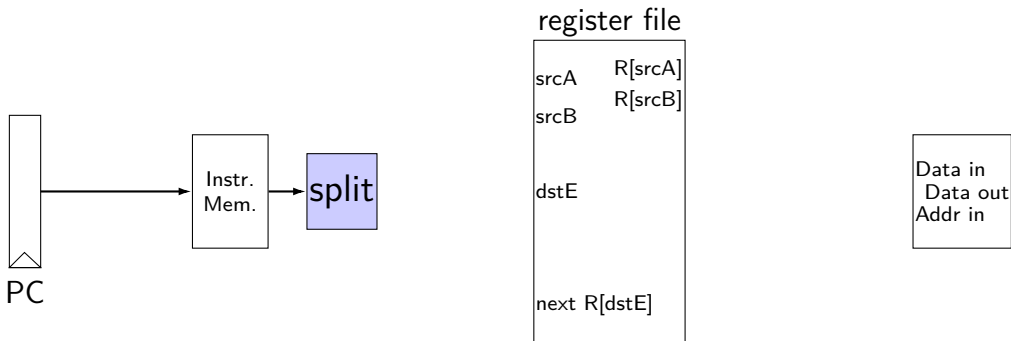 register file
srcA
R[srcA]
srcB
R[srcB]
dstE
next R[dstE]
PC
Instr.
Mem.
split
Data in
Data out
Addr in